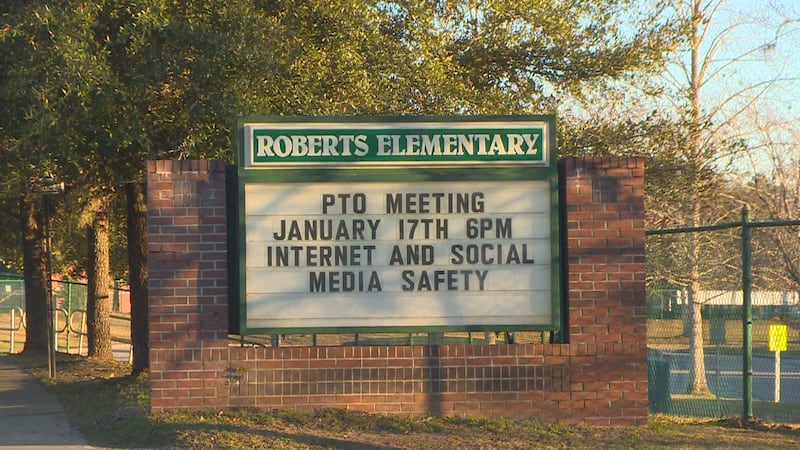 ROBERTS ELEMENTARY
PTO MEETING
JANUARY 17TH 6PM
INTERNET AND SOCIAL
MEDIA SAFETY